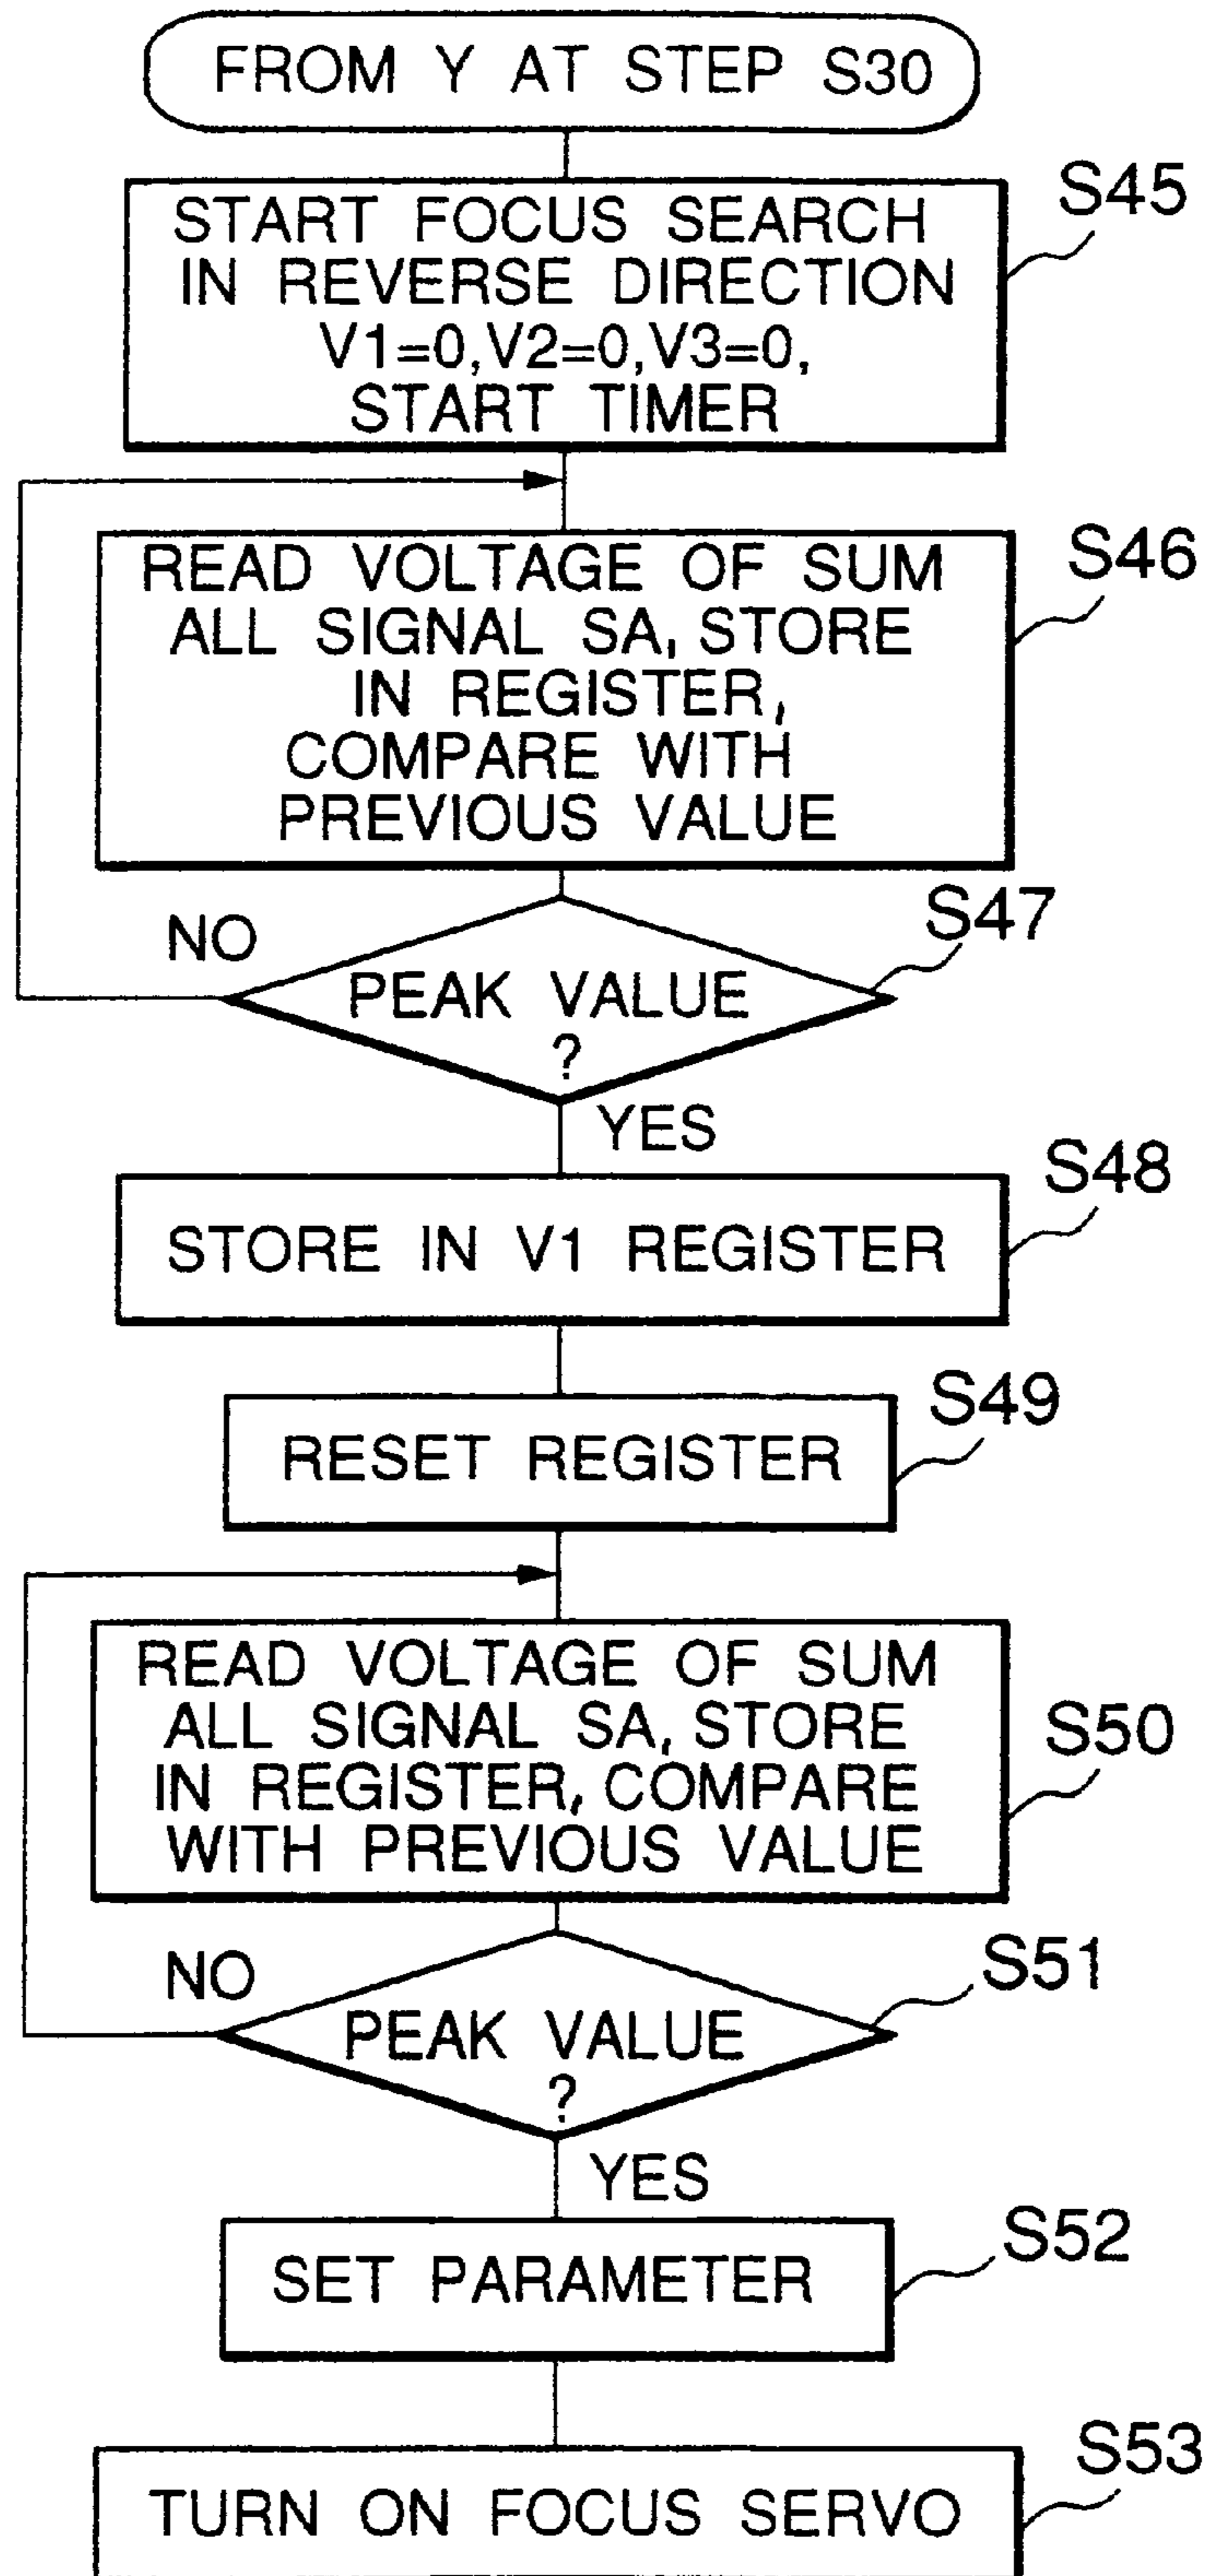 FROM Y AT STEP S30
S45
START FOCUS SEARCH
IN REVERSE DIRECTION
V1=0, V2=0, V3=0,
START TIMER
S46
READ VOLTAGE OF SUM
ALL SIGNAL SA, STORE
IN REGISTER,
COMPARE WITH
PREVIOUS VALUE
S47
NO
PEAK VALUE
?
YES
S48
STORE IN V1 REGISTER
S49
RESET REGISTER
S50
READ VOLTAGE OF SUM
ALL SIGNAL SA, STORE
IN REGISTER, COMPARE
WITH PREVIOUS VALUE
S51
NO
PEAK VALUE
?
YES
S52
SET PARAMETER
S53
TURN ON FOCUS SERVO